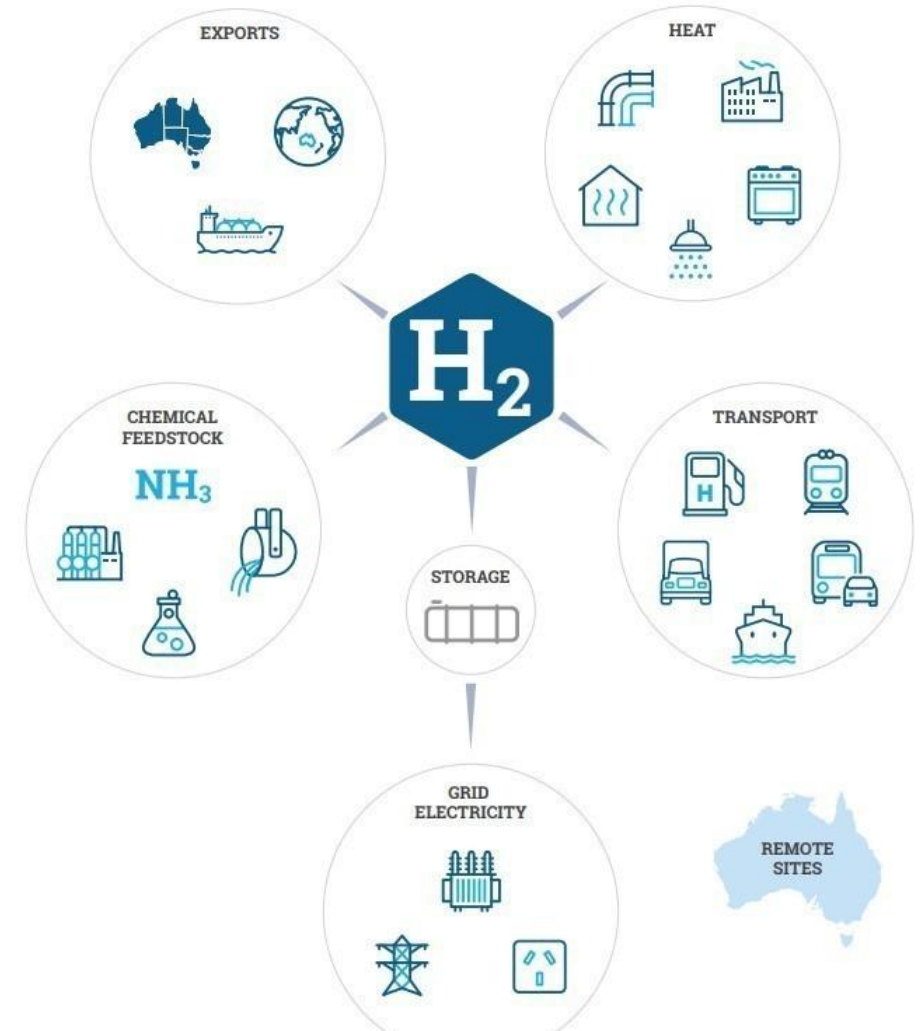 EXPORTS
HEAT
H₂
CHEMICAL
FEEDSTOCK
NH₃
TRANSPORT
H
STORAGE
GRID
ELECTRICITY
REMOTE
SITES